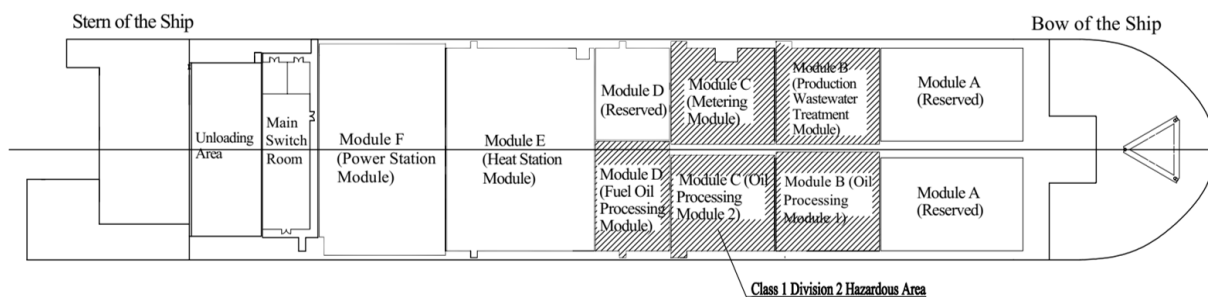 Stern of the Ship
Bow of the Ship
Unloading
Area
Main
Switch
Room
Module F
(Power Station
Module)
Module E
(Heat Station
Module)
Module D
(Reserved)
Module C
(Metering
Module)
Module B
(Production
Wastewater
Treatment
Module)
Module A
(Reserved)
Module D
(Fuel Oil
Processing
Module)
Module C (Oil
Processing
Module 2)
Module B (Oil
Processing
Module 1)
Module A
(Reserved)
Class 1 Division 2 Hazardous Area